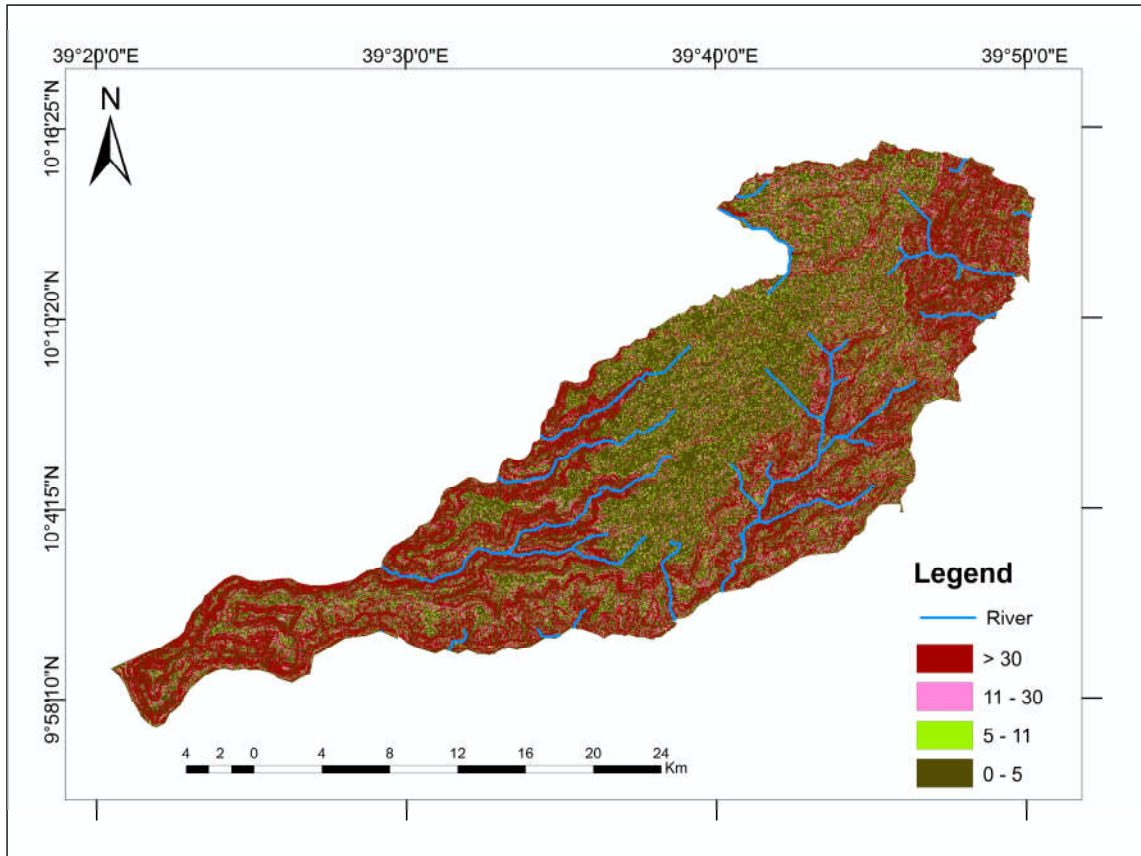 39°20'0"E 39°30'0"E 39°40'0"E 39°50'0"E
N
10°16'25"N
10°10'20"N
10°4'15"N
9°58'10"N
Legend
River
> 30
11 - 30
5 - 11
0 - 5
4 2 0 4 8 12 16 20 24
Km